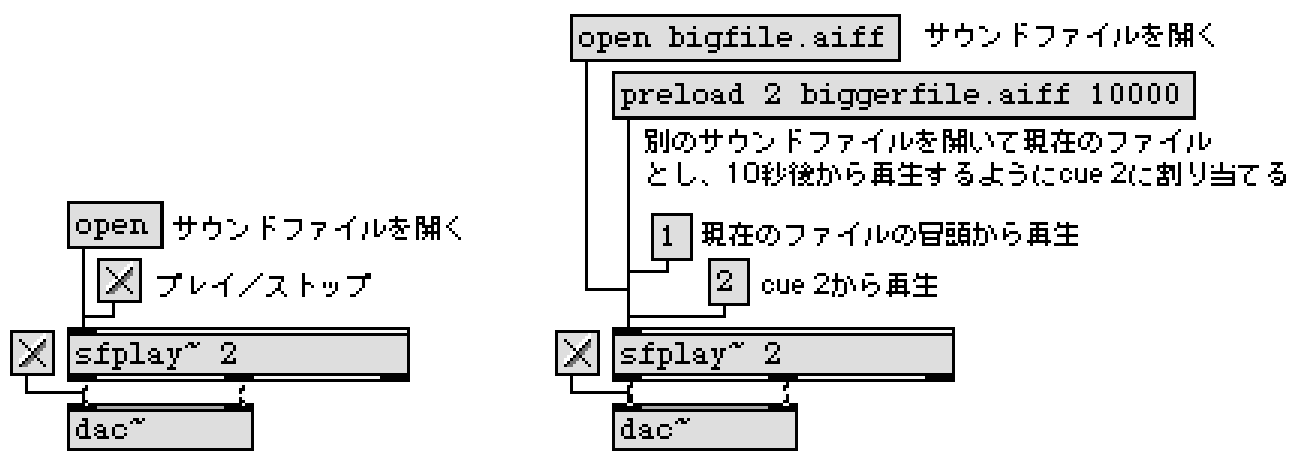 open サウンドファイルを開く
プレイ／ストップ
sfplay~ 2
dac~
open bigfile.aiff サウンドファイルを開く
preload 2 biggerfile.aiff 10000
別のサウンドファイルを開いて現在のファイル
とし、10秒後から再生するようにcue 2に割り当てる
1 現在のファイルの冒頭から再生
2 cue 2から再生
sfplay~ 2
dac~